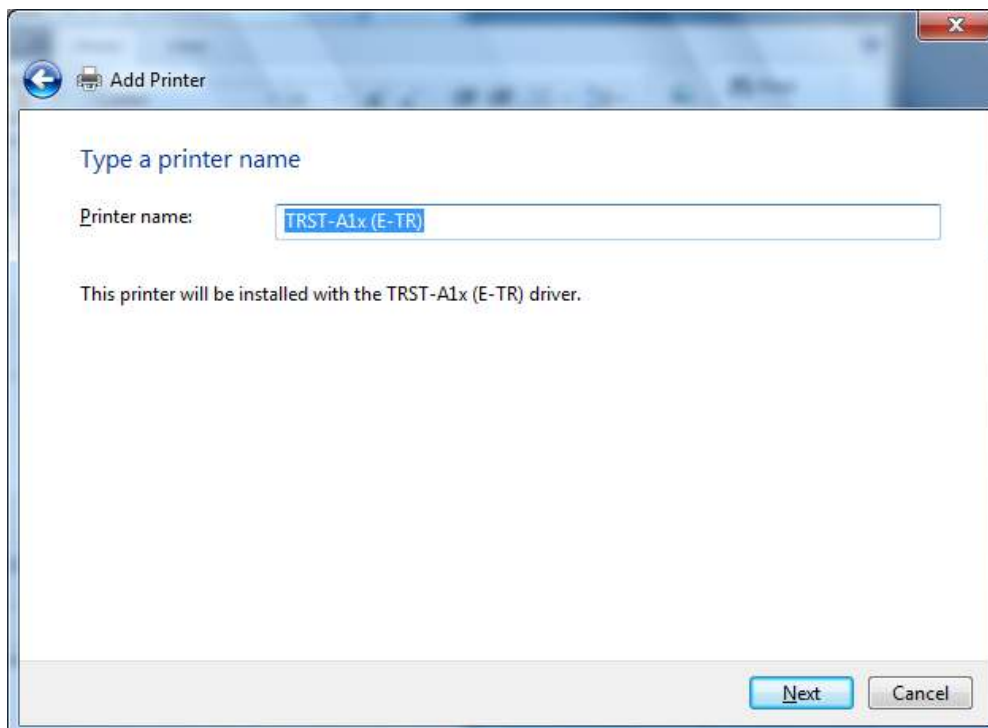 Add Printer
Type a printer name
Printer name: TRST-A1x (E-TR)
This printer will be installed with the TRST-A1x (E-TR) driver.
Next Cancel